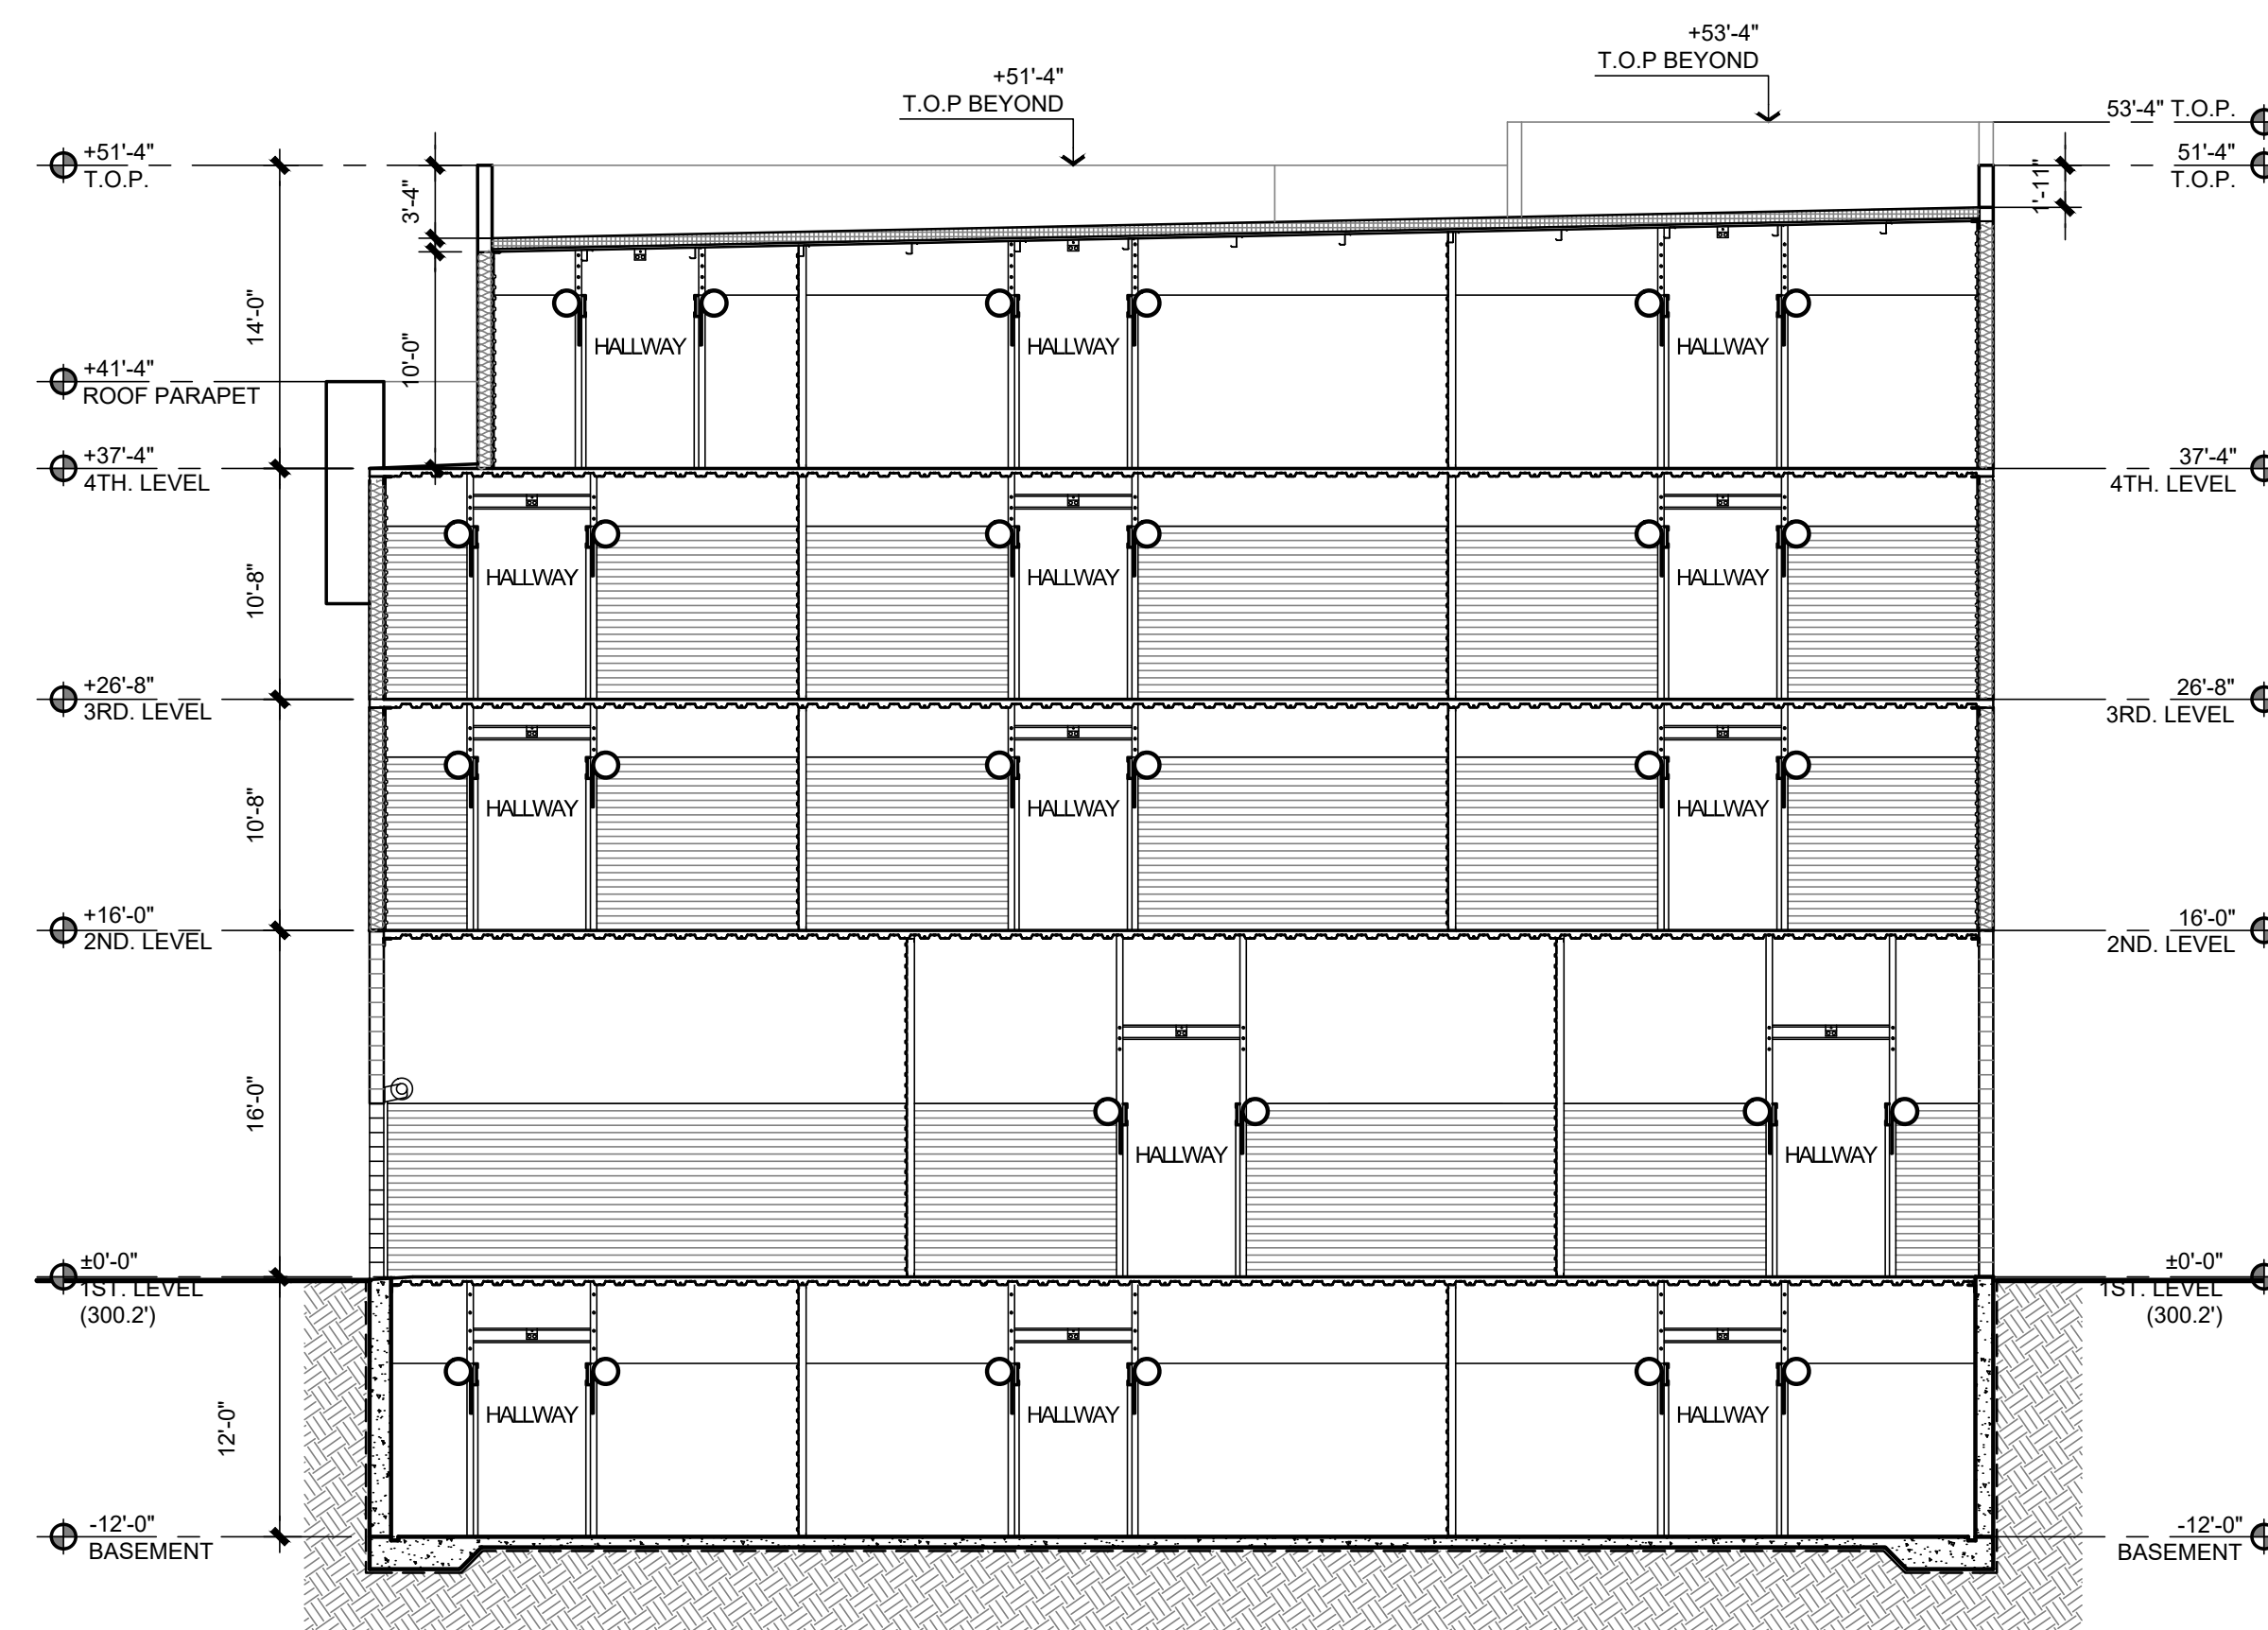 +53'-4"
T.O.P BEYOND
+51'-4"
T.O.P BEYOND
53'-4" T.O.P.
+51'-4"
T.O.P.
51'-4"
T.O.P.
3'-4"
1'-11"
14'-0"
10'-0"
HALLWAY
HALLWAY
HALLWAY
+41'-4"
ROOF PARAPET
+37'-4"
4TH. LEVEL
37'-4"
4TH. LEVEL
10'-8"
HALLWAY
HALLWAY
HALLWAY
+26'-8"
3RD. LEVEL
26'-8"
3RD. LEVEL
10'-8"
HALLWAY
HALLWAY
HALLWAY
+16'-0"
2ND. LEVEL
16'-0"
2ND. LEVEL
16'-0"
HALLWAY
HALLWAY
±0'-0"
1ST. LEVEL
(300.2')
±0'-0"
1ST. LEVEL
(300.2')
12'-0"
HALLWAY
HALLWAY
HALLWAY
-12'-0"
BASEMENT
-12'-0"
BASEMENT